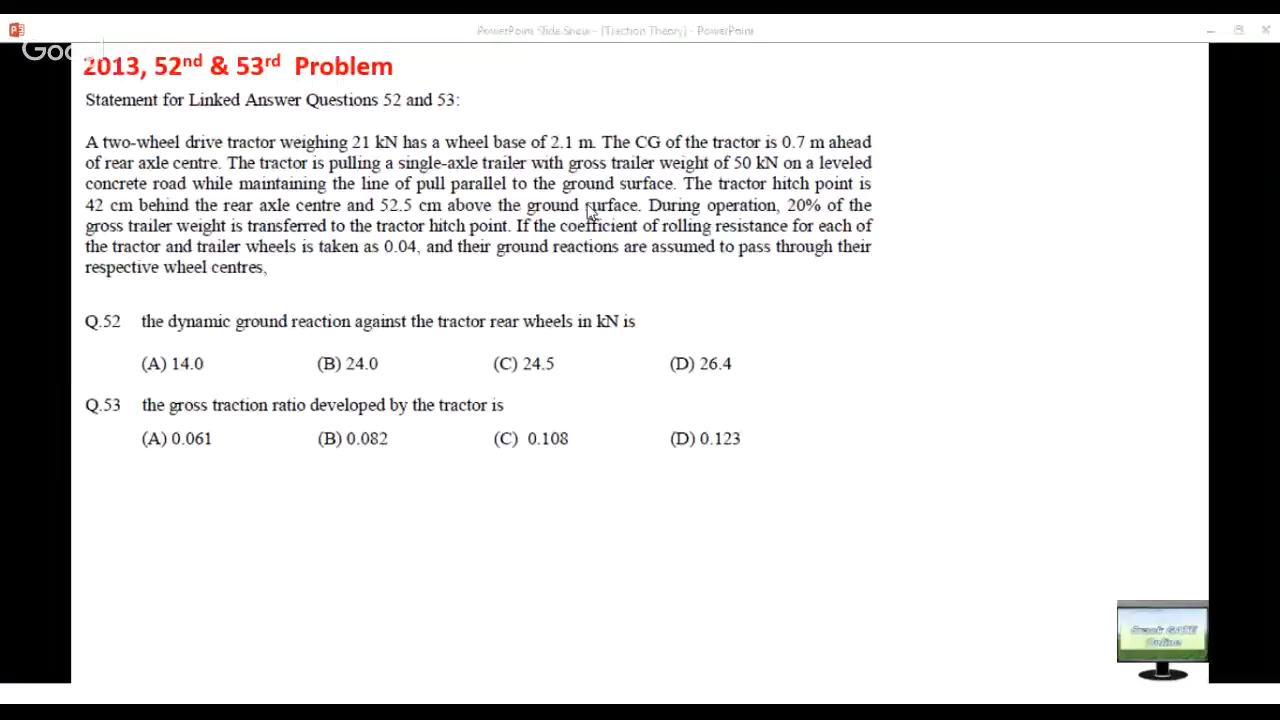 PowerPoint Slide Show - [Traction Theory] - PowerPoint
2013, 52nd & 53rd Problem
Statement for Linked Answer Questions 52 and 53:
A two-wheel drive tractor weighing 21 kN has a wheel base of 2.1 m. The CG of the tractor is 0.7 m ahead
of rear axle centre. The tractor is pulling a single-axle trailer with gross trailer weight of 50 kN on a leveled
concrete road while maintaining the line of pull parallel to the ground surface. The tractor hitch point is
42 cm behind the rear axle centre and 52.5 cm above the ground surface. During operation, 20% of the
gross trailer weight is transferred to the tractor hitch point. If the coefficient of rolling resistance for each of
the tractor and trailer wheels is taken as 0.04, and their ground reactions are assumed to pass through their
respective wheel centres,
Q.52 the dynamic ground reaction against the tractor rear wheels in kN is
(A) 14.0 (B) 24.0 (C) 24.5 (D) 26.4
Q.53 the gross traction ratio developed by the tractor is
(A) 0.061 (B) 0.082 (C) 0.108 (D) 0.123
Crack GATE
Online